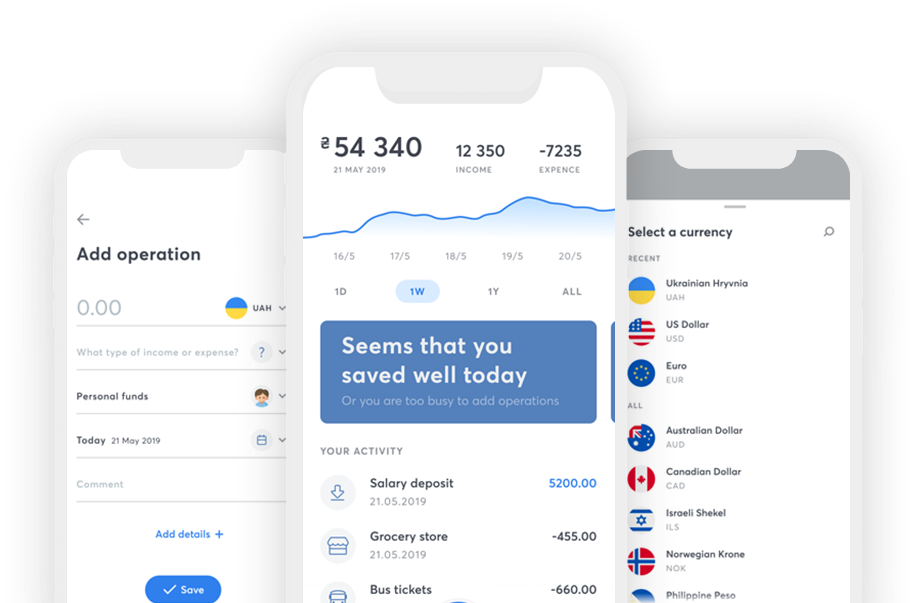 Add operation
0.00
UAH
What type of income or expense?
?
Personal funds
Today 21 May 2019
Comment
Add details +
Save
₴ 54 340
21 MAY 2019
12 350
INCOME
-7235
EXPENCE
16/5 17/5 18/5 19/5 20/5
1D 1W 1Y ALL
Seems that you
saved well today
Or you are too busy to add operations
YOUR ACTIVITY
Salary deposit 5200.00
21.05.2019
Grocery store -455.00
21.05.2019
Bus tickets -660.00
Select a currency
RECENT
Ukrainian Hryvnia
UAH
US Dollar
USD
Euro
EUR
ALL
Australian Dollar
AUD
Canadian Dollar
CAD
Israeli Shekel
ILS
Norwegian Krone
NOK
Philippine Peso